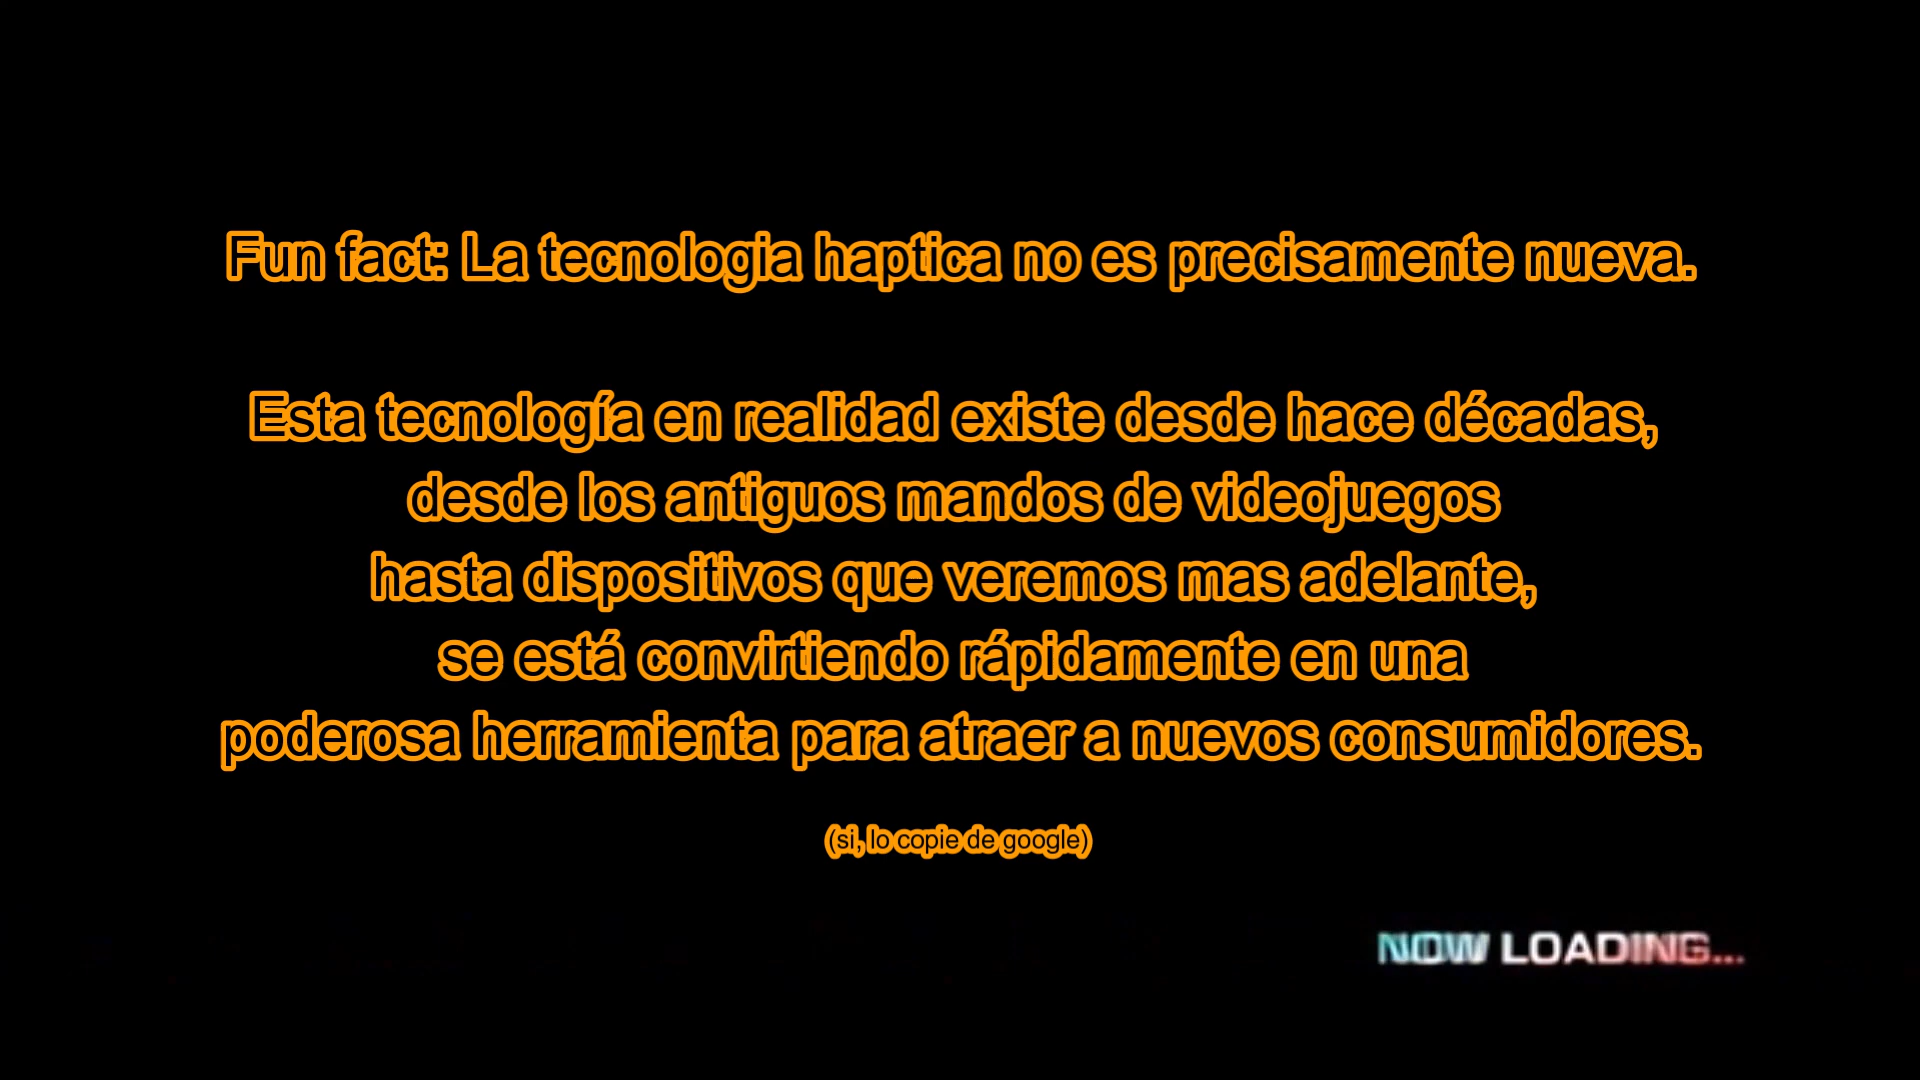 Fun fact: La tecnologia haptica no es precisamente nueva.
Esta tecnología en realidad existe desde hace décadas,
desde los antiguos mandos de videojuegos
hasta dispositivos que veremos mas adelante,
se está convirtiendo rápidamente en una
poderosa herramienta para atraer a nuevos consumidores.
(si, lo copie de google)
NOW LOADING...